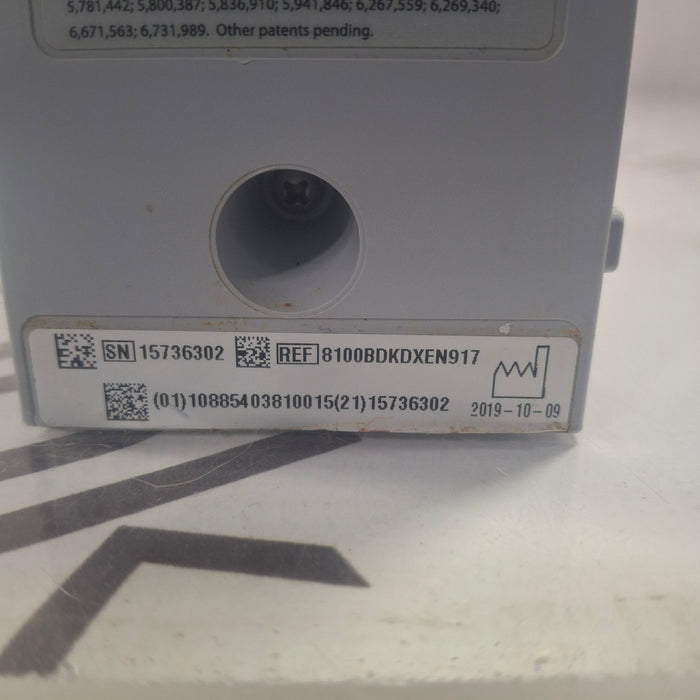 5,781,442; 5,800,387; 5,836,910; 5,941,846; 6,267,559; 6,269,340;
6,671,563; 6,731,989. Other patents pending.
SN 15736302 REF 8100BDKDXEN917
(01)10885403810015(21)15736302
2019-10-09